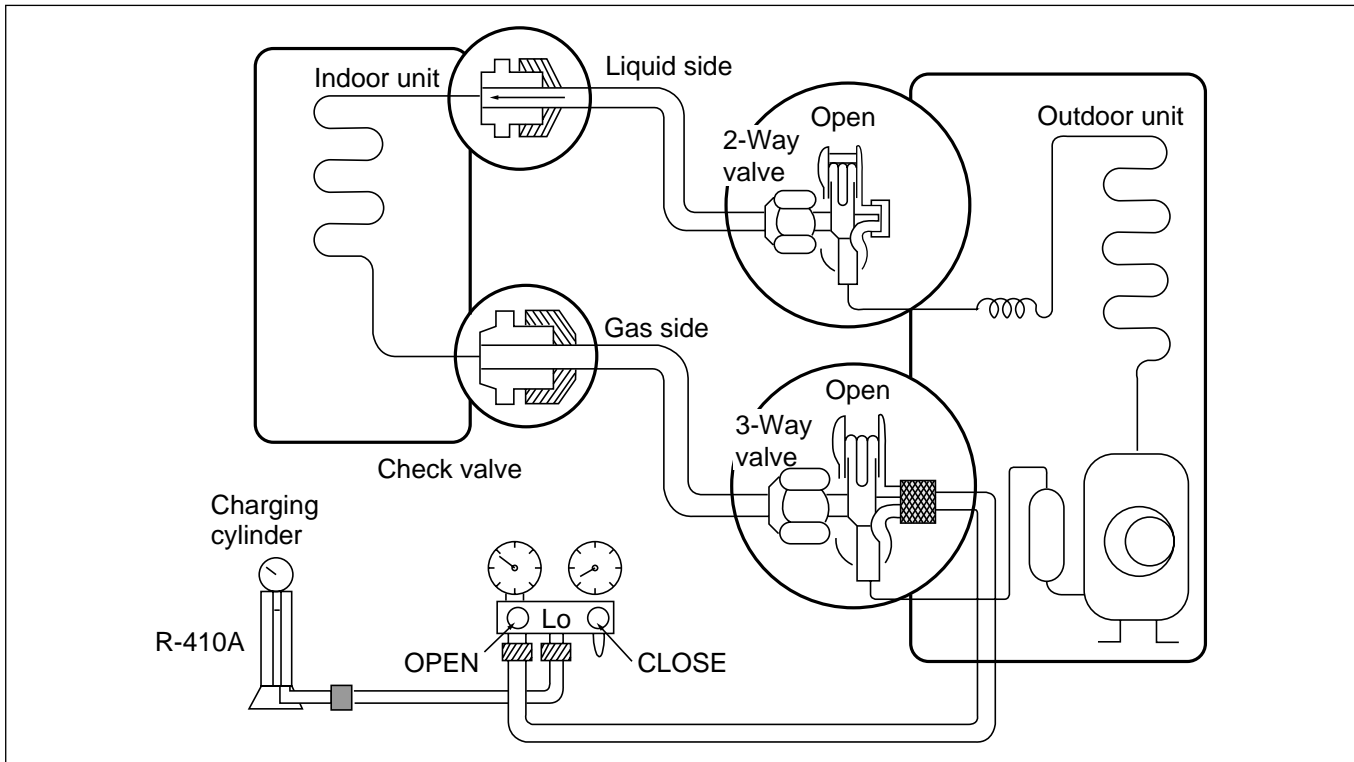 Indoor unit
Liquid side
Open
2-Way
valve
Outdoor unit
Gas side
Open
3-Way
valve
Check valve
Charging
cylinder
R-410A
Lo
OPEN
CLOSE